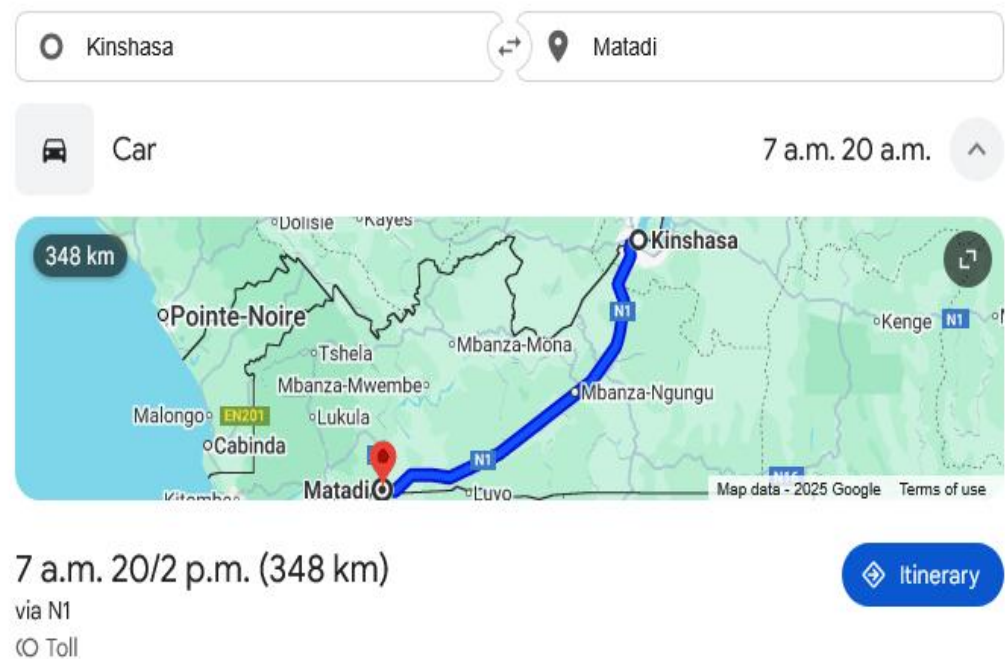 Kinshasa
Matadi
Car
7 a.m. 20 a.m.
Dolisie
Kayes
348 km
Kinshasa
Pointe-Noire
N1
Kenge
N1
Tshela
Mbanza-Mona
Mbanza-Mwembe
Mbanza-Ngungu
Malongo
EN201
Lukula
Cabinda
N1
N16
Matadi
Luvo
Map data - 2025 Google
Terms of use
7 a.m. 20/2 p.m. (348 km)
Itinerary
via N1
Toll